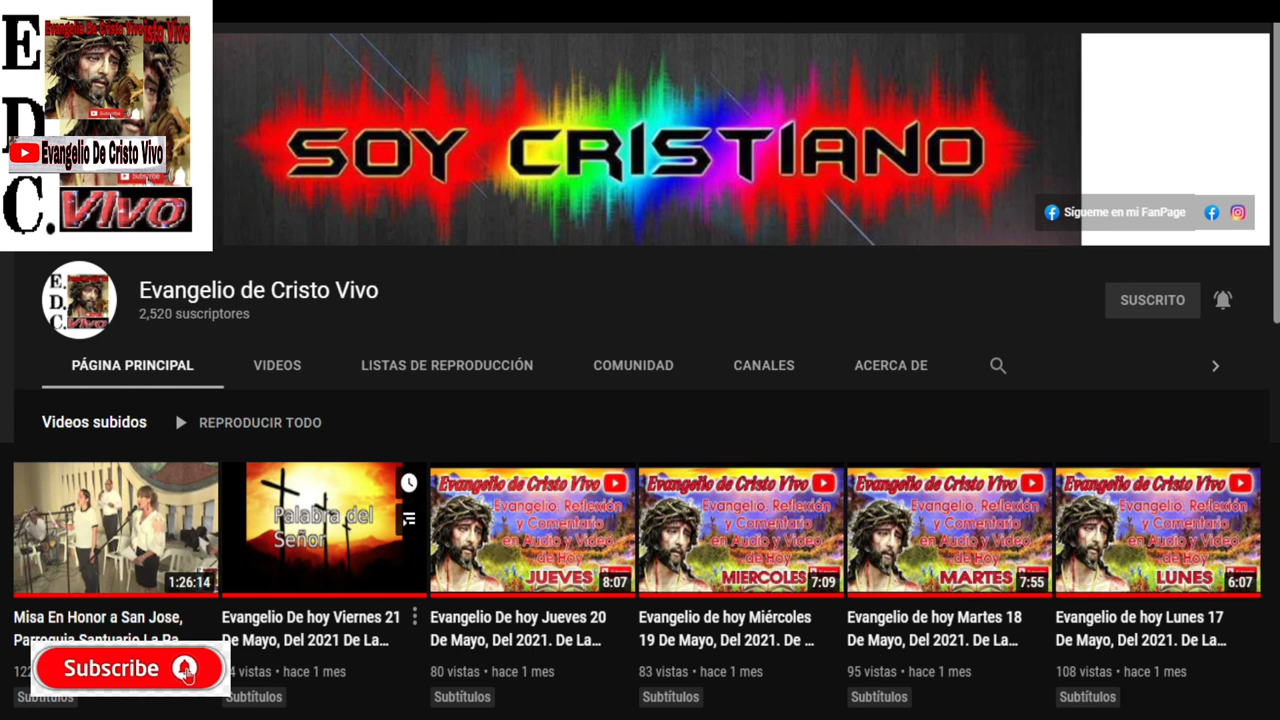 E
D
C.
Evangelio De Cristo Vivo
Evangelio De Cristo Vivo
Vivo
SOY CRISTIANO
Sígueme en mi FanPage
Evangelio de Cristo Vivo
2,520 suscriptores
SUSCRITO
PÁGINA PRINCIPAL
VIDEOS
LISTAS DE REPRODUCCIÓN
COMUNIDAD
CANALES
ACERCA DE
Videos subidos
REPRODUCIR TODO
1:26:14
Misa En Honor a San Jose,
Parroquia Santuario La Pa
Subtítulos
Subscribe
Palabra del
Señor
Evangelio De hoy Viernes 21
De Mayo, Del 2021 De La...
vistas • hace 1 mes
Subtítulos
Evangelio de Cristo Vivo
Evangelio, Reflexión
y Comentario
en Audio y Video
de Hoy
JUEVES
8:07
Evangelio De hoy Jueves 20
De Mayo, Del 2021. De La...
80 vistas • hace 1 mes
Subtítulos
Evangelio de Cristo Vivo
Evangelio, Reflexión
y Comentario
en Audio y Video
de Hoy
MIERCOLES
7:09
Evangelio de hoy Miércoles
19 De Mayo, Del 2021. De ...
83 vistas • hace 1 mes
Subtítulos
Evangelio de Cristo Vivo
Evangelio, Reflexión
y Comentario
en Audio y Video
de Hoy
MARTES
7:55
Evangelio de hoy Martes 18
De Mayo, Del 2021. De La...
95 vistas • hace 1 mes
Subtítulos
Evangelio de Cristo Vivo
Evangelio, Reflexión
y Comentario
en Audio y Video
de Hoy
LUNES
6:07
Evangelio de hoy Lunes 17
De Mayo, Del 2021. De La...
108 vistas • hace 1 mes
Subtítulos